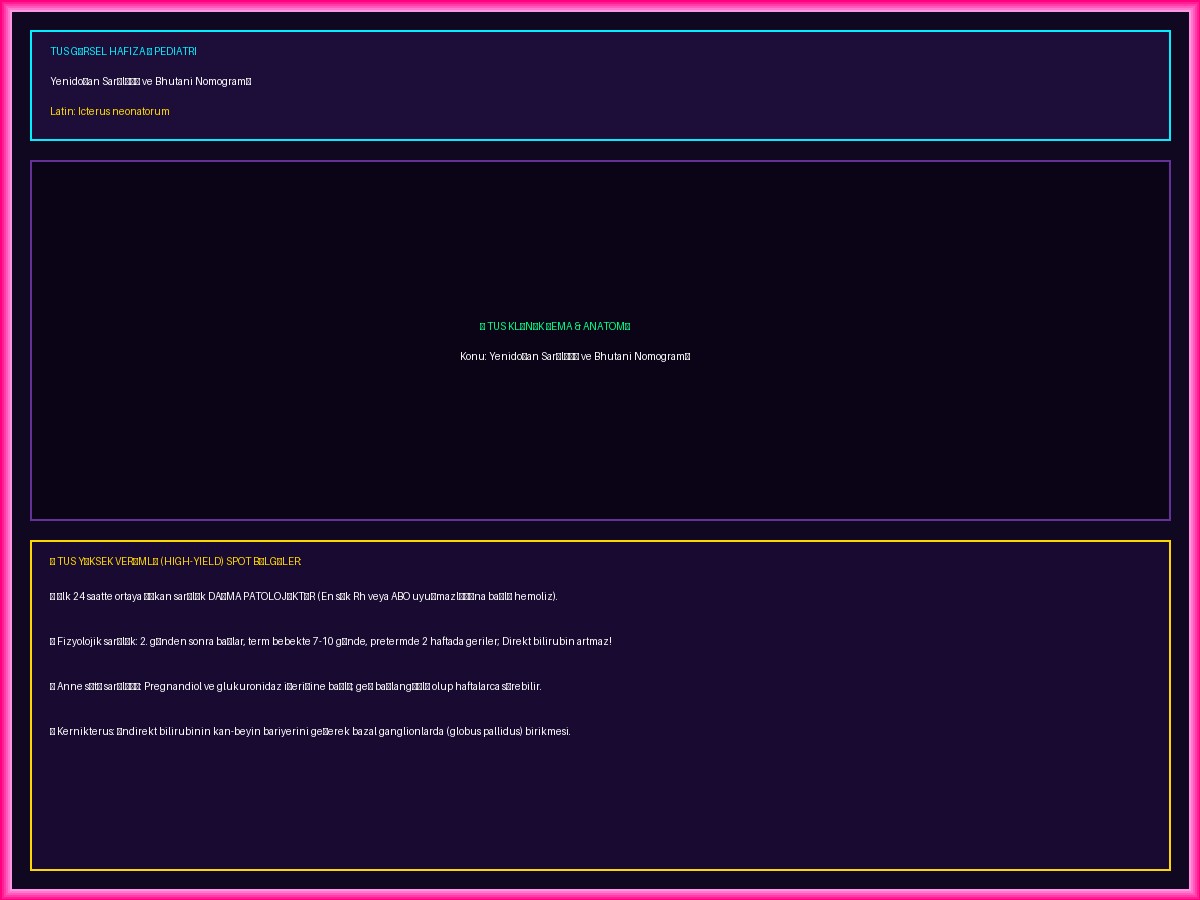 TUS G□RSEL HAFIZA □ PEDIATRI
Yenido□an Sar□l□□□ ve Bhutani Nomogram□
Latin: Icterus neonatorum
□ TUS KL□N□K □EMA & ANATOM□
Konu: Yenido□an Sar□l□□□ ve Bhutani Nomogram□
□ TUS Y□KSEK VER□ML□ (HIGH-YIELD) SPOT B□LG□LER:
□ □lk 24 saatte ortaya □□kan sar□l□k DA□MA PATOLOJ□KT□R (En s□k Rh veya ABO uyu□mazl□□□na ba□l□ hemoliz).
□ Fizyolojik sar□l□k: 2. g□nden sonra ba□lar, term bebekte 7-10 g□nde, pretermde 2 haftada geriler; Direkt bilirubin artmaz!
□ Anne s□t□ sar□l□□□: Pregnandiol ve glukuronidaz i□eri□ine ba□l□; ge□ ba□lang□□l□ olup haftalarca s□rebilir.
□ Kernikterus: □ndirekt bilirubinin kan-beyin bariyerini ge□erek bazal ganglionlarda (globus pallidus) birikmesi.